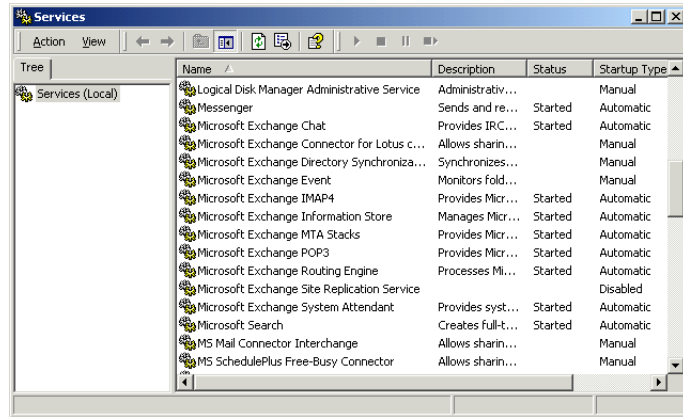 Services
Action View
Tree
Name Description Status Startup Type
Services (Local)
Logical Disk Manager Administrative Service Administrativ... Manual
Messenger Sends and re... Started Automatic
Microsoft Exchange Chat Provides IRC... Started Automatic
Microsoft Exchange Connector for Lotus c... Allows sharin... Manual
Microsoft Exchange Directory Synchroniza... Synchronizes... Manual
Microsoft Exchange Event Monitors fold... Manual
Microsoft Exchange IMAP4 Provides Micr... Started Automatic
Microsoft Exchange Information Store Manages Micr... Started Automatic
Microsoft Exchange MTA Stacks Provides Micr... Started Automatic
Microsoft Exchange POP3 Provides Micr... Started Automatic
Microsoft Exchange Routing Engine Processes Mi... Started Automatic
Microsoft Exchange Site Replication Service Disabled
Microsoft Exchange System Attendant Provides syst... Started Automatic
Microsoft Search Creates full-t... Started Automatic
MS Mail Connector Interchange Allows sharin... Manual
MS SchedulePlus Free-Busy Connector Allows sharin... Manual